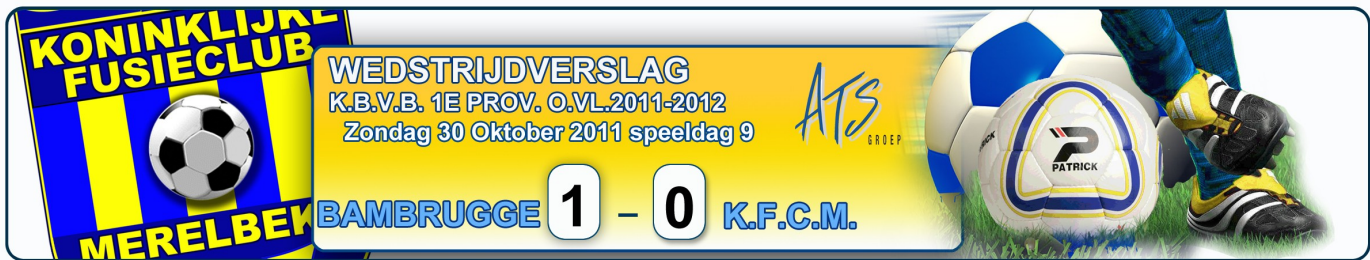 KONINKLIJKE
FUSIECLUB
MERELBEK
WEDSTRIJDVERSLAG
K.B.V.B. 1E PROV. O.VL.2011-2012
Zondag 30 Oktober 2011 speeldag 9
ATS
GROEP
BAMBRUGGE 1 – 0 K.F.C.M.
RICK
PATRICK